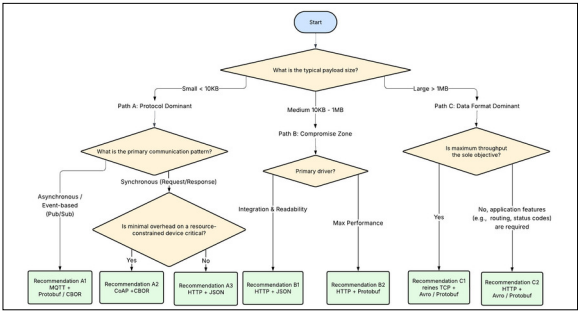 Start
What is the typical payload size?
Small < 10KB
Large > 1MB
Path A: Protocol Dominant
Medium 10KB - 1MB
Path C: Data Format Dominant
Path B: Compromise Zone
What is the primary communication pattern?
Primary driver?
Is maximum throughput
the sole objective?
Asynchronous /
Event-based
(Pub/Sub)
Synchronous (Request/Response)
Is minimal overhead on a resource-
constrained device critical?
Integration & Readability
Max Performance
Yes
No, application features
(e.g., routing, status codes)
are required
Yes
No
Recommendation A1
MQTT +
Protobuf / CBOR
Recommendation A2
CoAP +CBOR
Recommendation A3
HTTP + JSON
Recommendation B1
HTTP + JSON
Recommendation B2
HTTP + Protobuf
Recommendation C1
reines TCP +
Avro / Protobuf
Recommendation C2
HTTP +
Avro / Protobuf